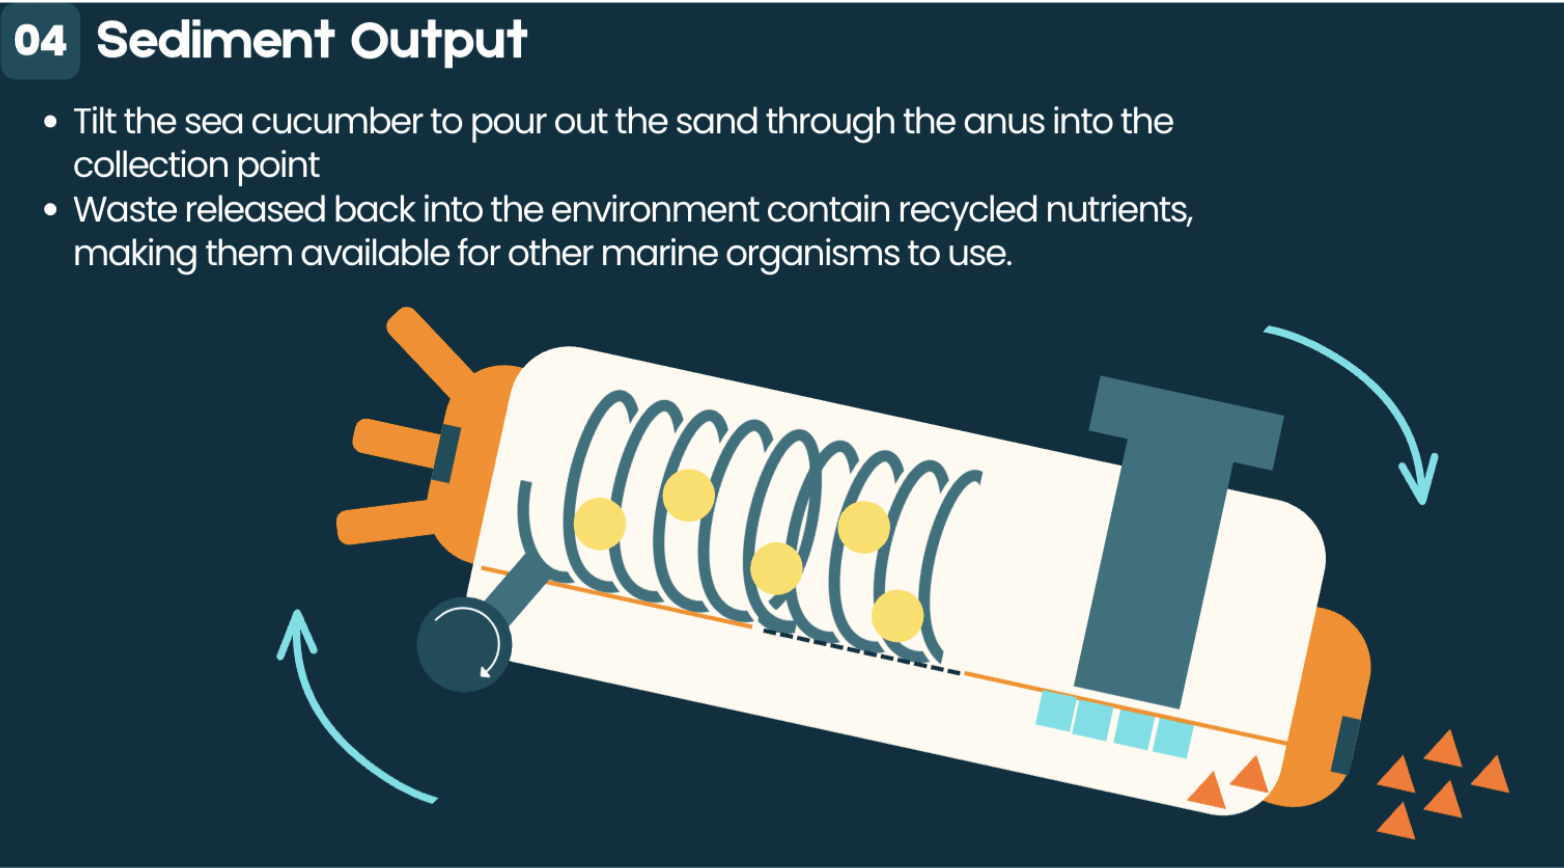 04 Sediment Output
• Tilt the sea cucumber to pour out the sand through the anus into the
collection point
• Waste released back into the environment contain recycled nutrients,
making them available for other marine organisms to use.